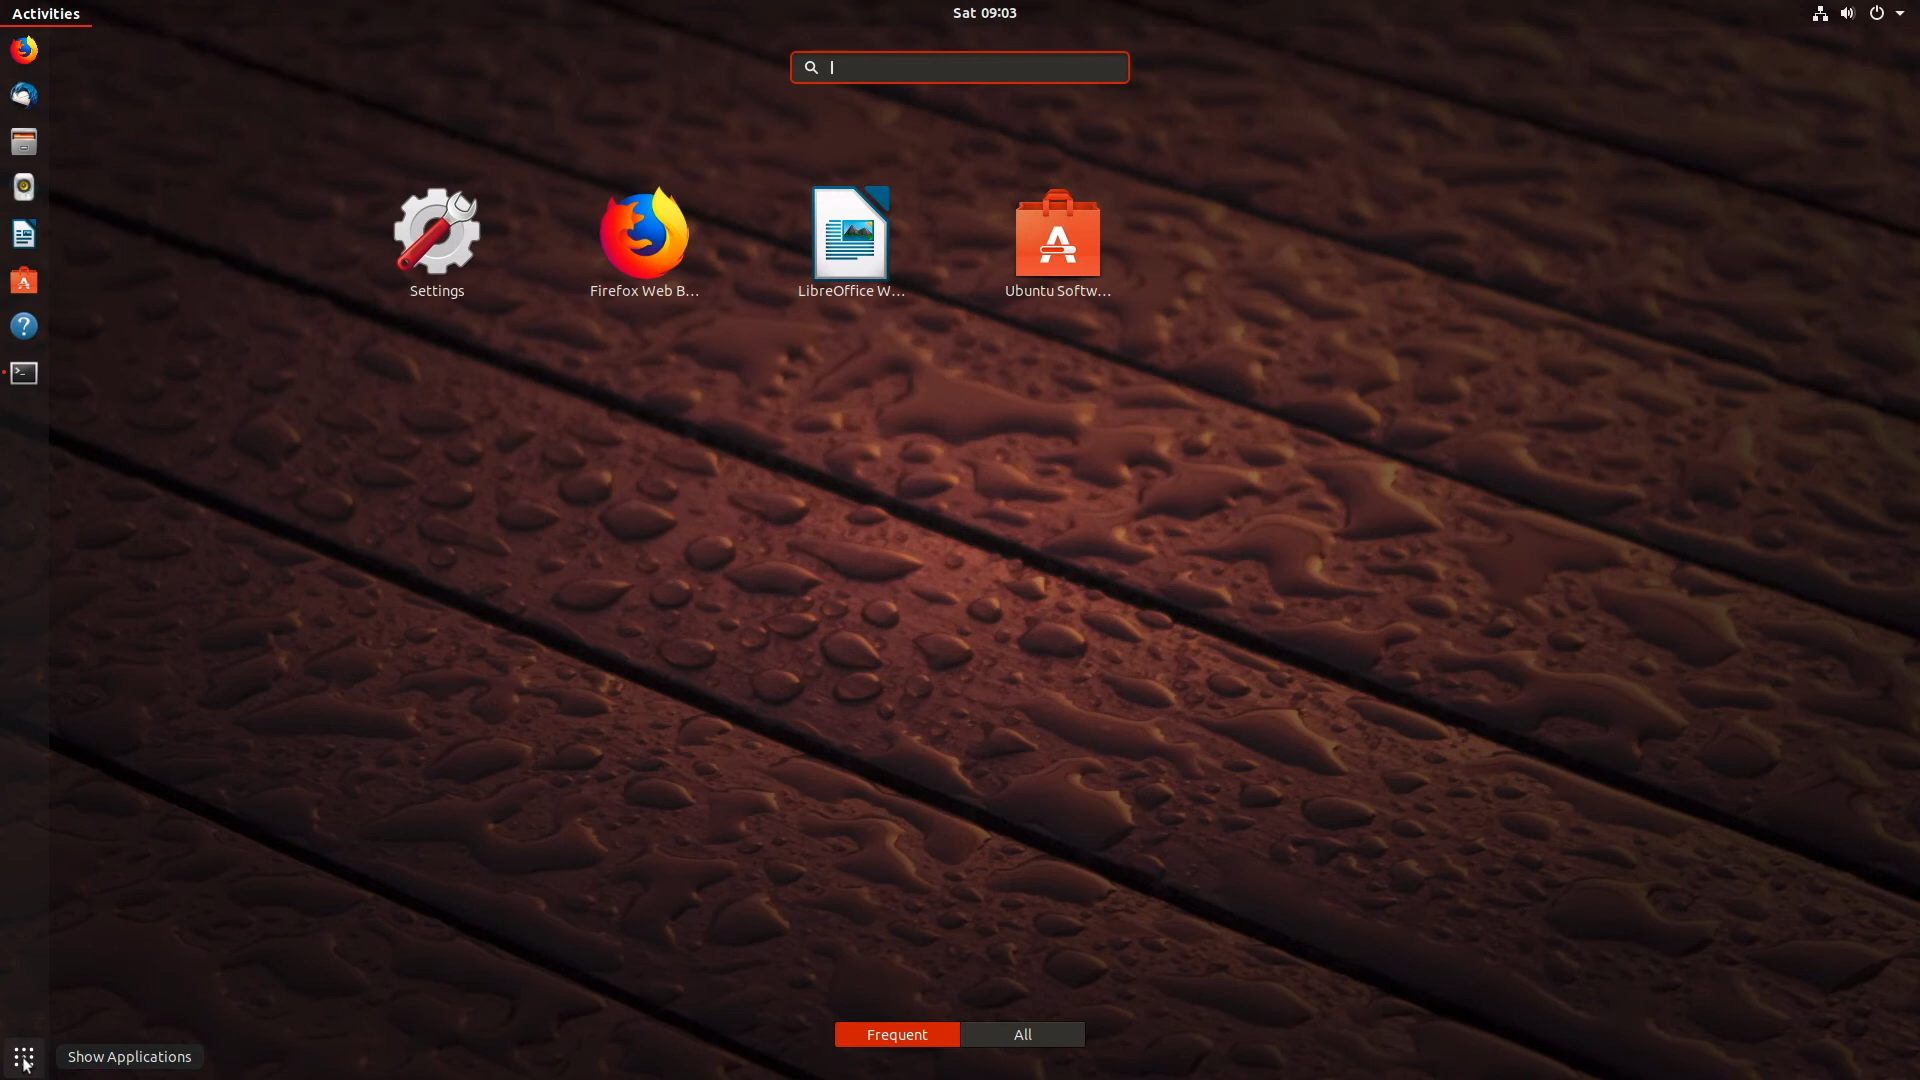 Activities
Sat 09:03
Settings
Firefox Web B...
LibreOffice W...
Ubuntu Softw...
Frequent
All
Show Applications